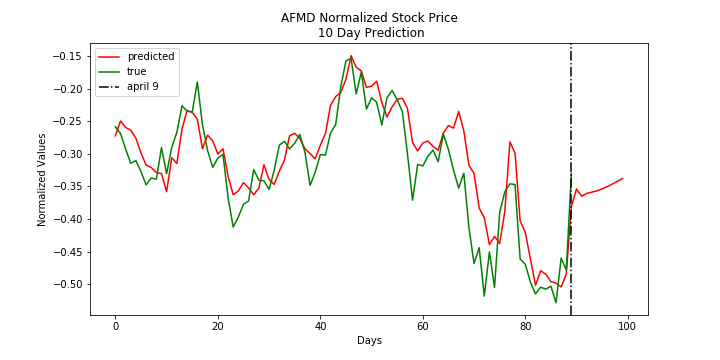 AFMD Normalized Stock Price
10 Day Prediction
predicted
true
april 9
−0.15
−0.20
−0.25
−0.30
−0.35
−0.40
−0.45
−0.50
Normalized Values
0
20
40
60
80
100
Days